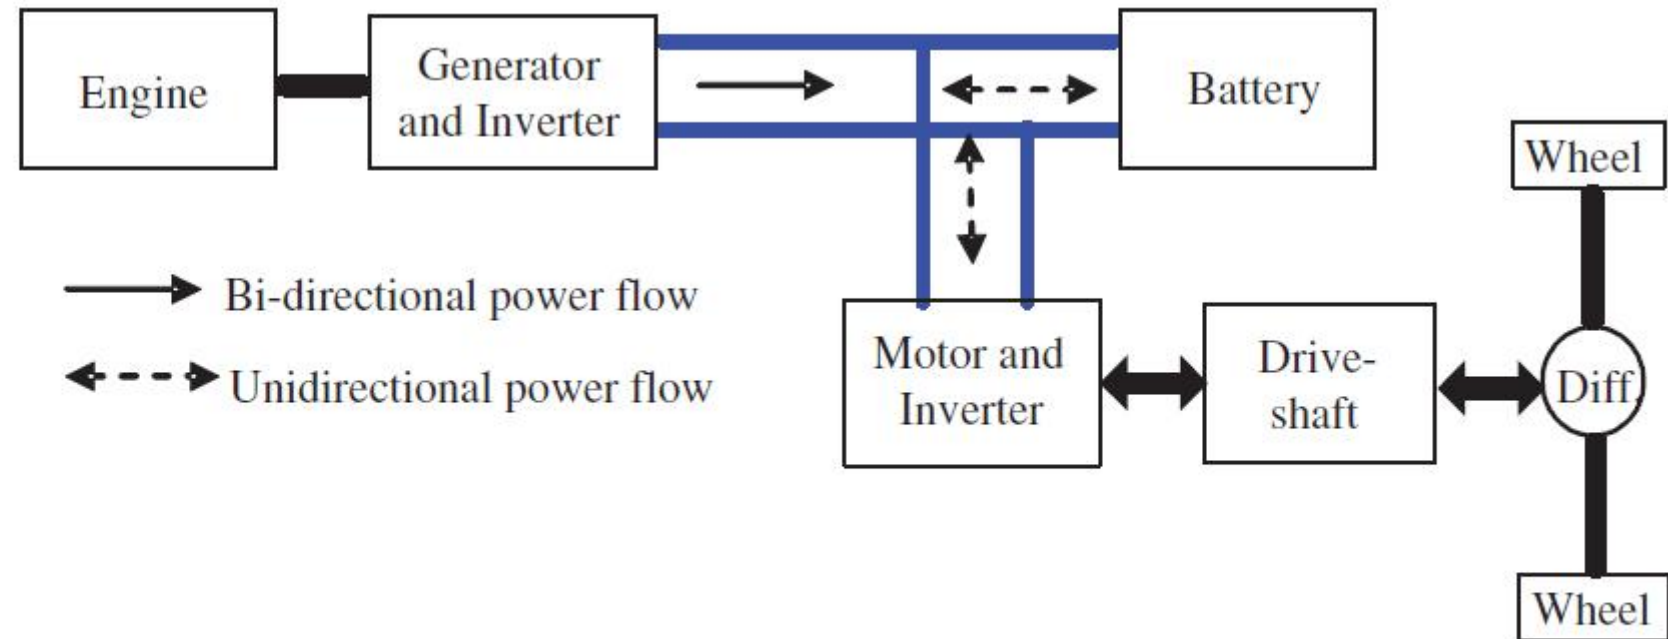 Engine
Generator
and Inverter
Battery
Wheel
Bi-directional power flow
Unidirectional power flow
Motor and
Inverter
Drive-
shaft
Diff.
Wheel